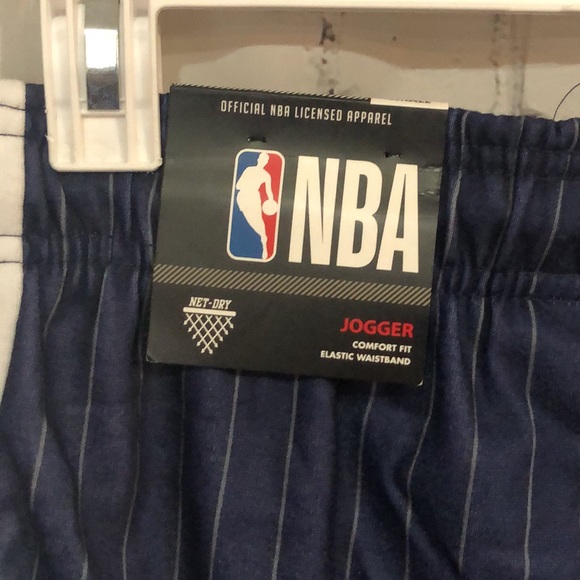 OFFICIAL NBA LICENSED APPAREL
NBA
NET-DRY
JOGGER
COMFORT FIT
ELASTIC WAISTBAND